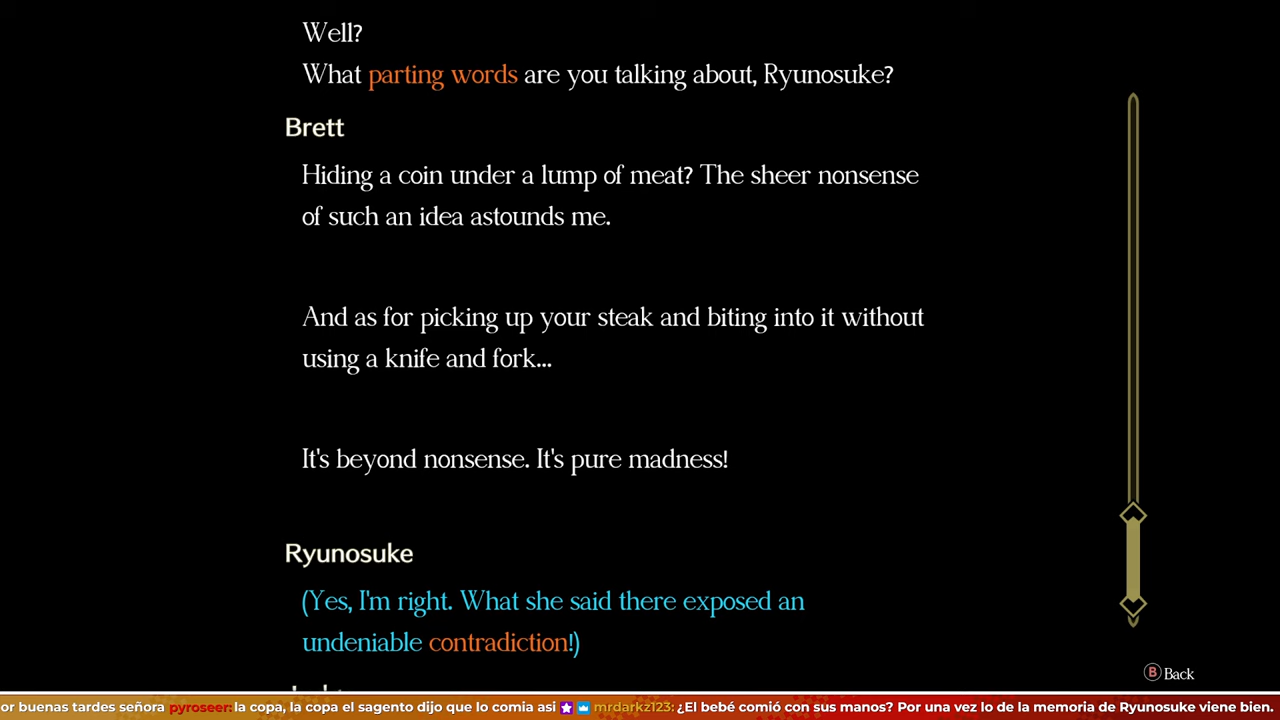 Well?
What parting words are you talking about, Ryunosuke?
Brett
Hiding a coin under a lump of meat? The sheer nonsense
of such an idea astounds me.
And as for picking up your steak and biting into it without
using a knife and fork...
It's beyond nonsense. It's pure madness!
Ryunosuke
(Yes, I'm right. What she said there exposed an
undeniable contradiction!)
B Back
or buenas tardes señora pyroseer: la copa, la copa el sagento dijo que lo comia asi mrdarkz123: ¿El bebé comió con sus manos? Por una vez lo de la memoria de Ryunosuke viene bien.